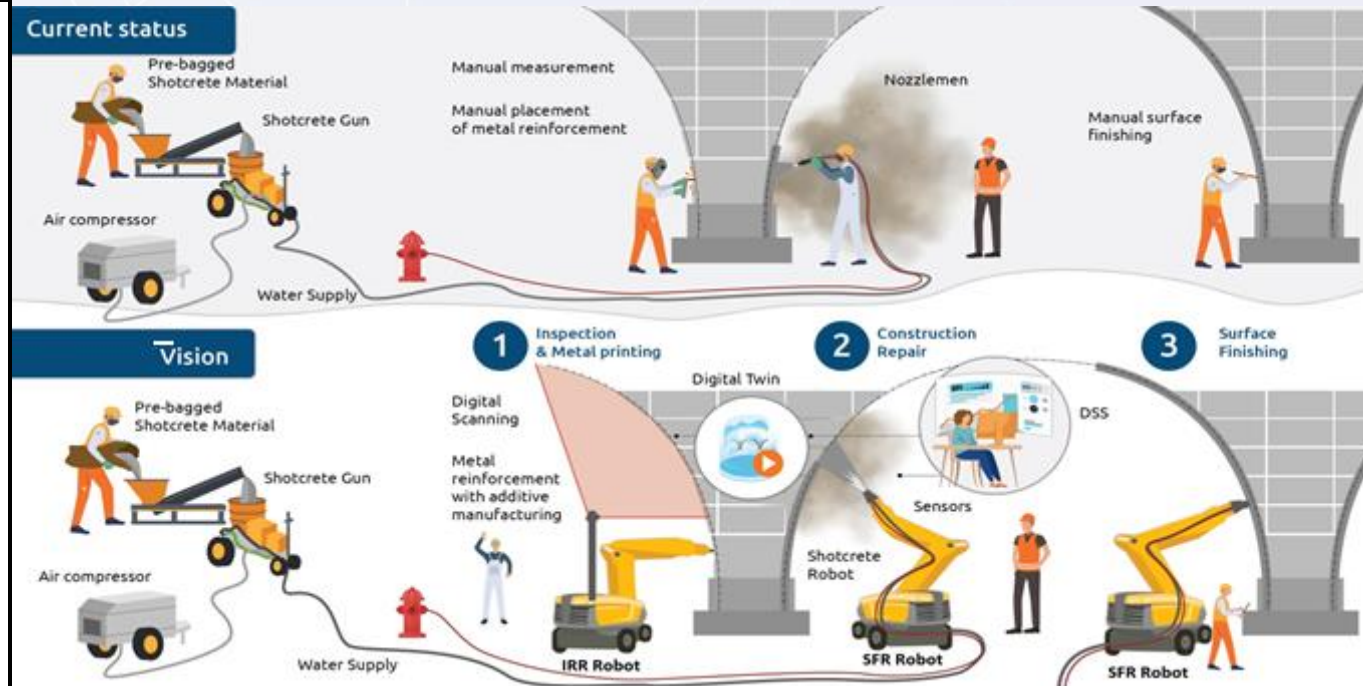 Current status
Pre-bagged
Shotcrete Material
Shotcrete Gun
Air compressor
Water Supply
Manual measurement
Manual placement
of metal reinforcement
Nozzlemen
Manual surface
finishing
Vision
Pre-bagged
Shotcrete Material
Shotcrete Gun
Air compressor
Water Supply
1
Inspection
& Metal printing
Digital
Scanning
Metal
reinforcement
with additive
manufacturing
IRR Robot
Digital Twin
2
Construction
Repair
DSS
Sensors
Shotcrete
Robot
SFR Robot
3
Surface
Finishing
SFR Robot